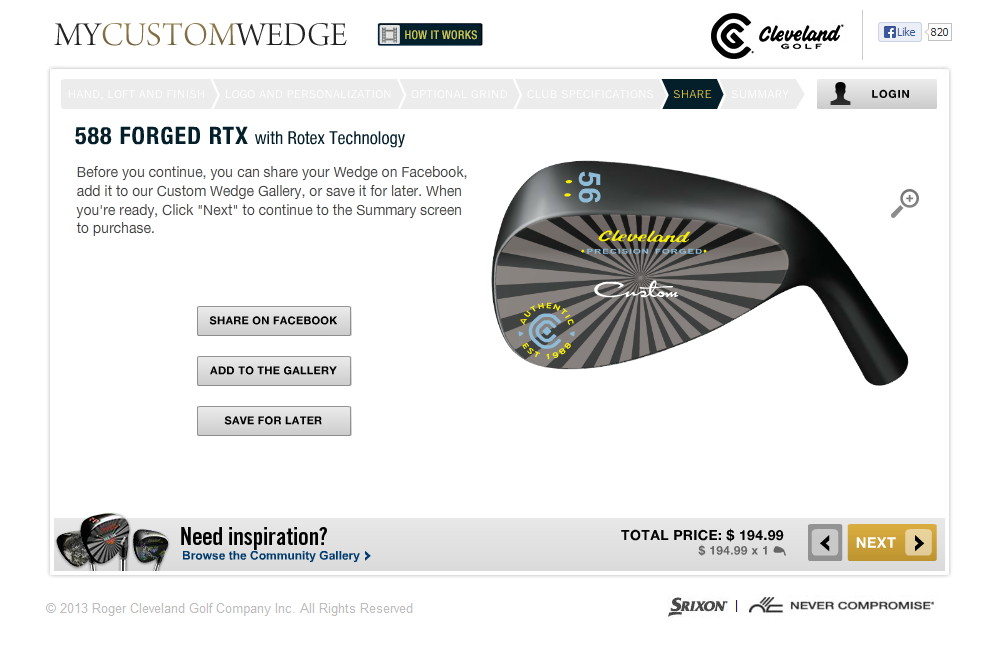 MYCUSTOMWEDGE
HOW IT WORKS
Cleveland
GOLF
Like
820
HAND, LOFT AND FINISH
LOGO AND PERSONALIZATION
OPTIONAL GRIND
CLUB SPECIFICATIONS
SHARE
SUMMARY
LOGIN
588 FORGED RTX with Rotex Technology
Before you continue, you can share your Wedge on Facebook,
add it to our Custom Wedge Gallery, or save it for later. When
you're ready, Click "Next" to continue to the Summary screen
to purchase.
56
Cleveland
PRECISION FORGED
Custom
AUTHENTIC
EST 1988
SHARE ON FACEBOOK
ADD TO THE GALLERY
SAVE FOR LATER
Need inspiration?
Browse the Community Gallery
TOTAL PRICE: $ 194.99
$ 194.99 x 1
NEXT
© 2013 Roger Cleveland Golf Company Inc. All Rights Reserved
SRIXON
NEVER COMPROMISE®